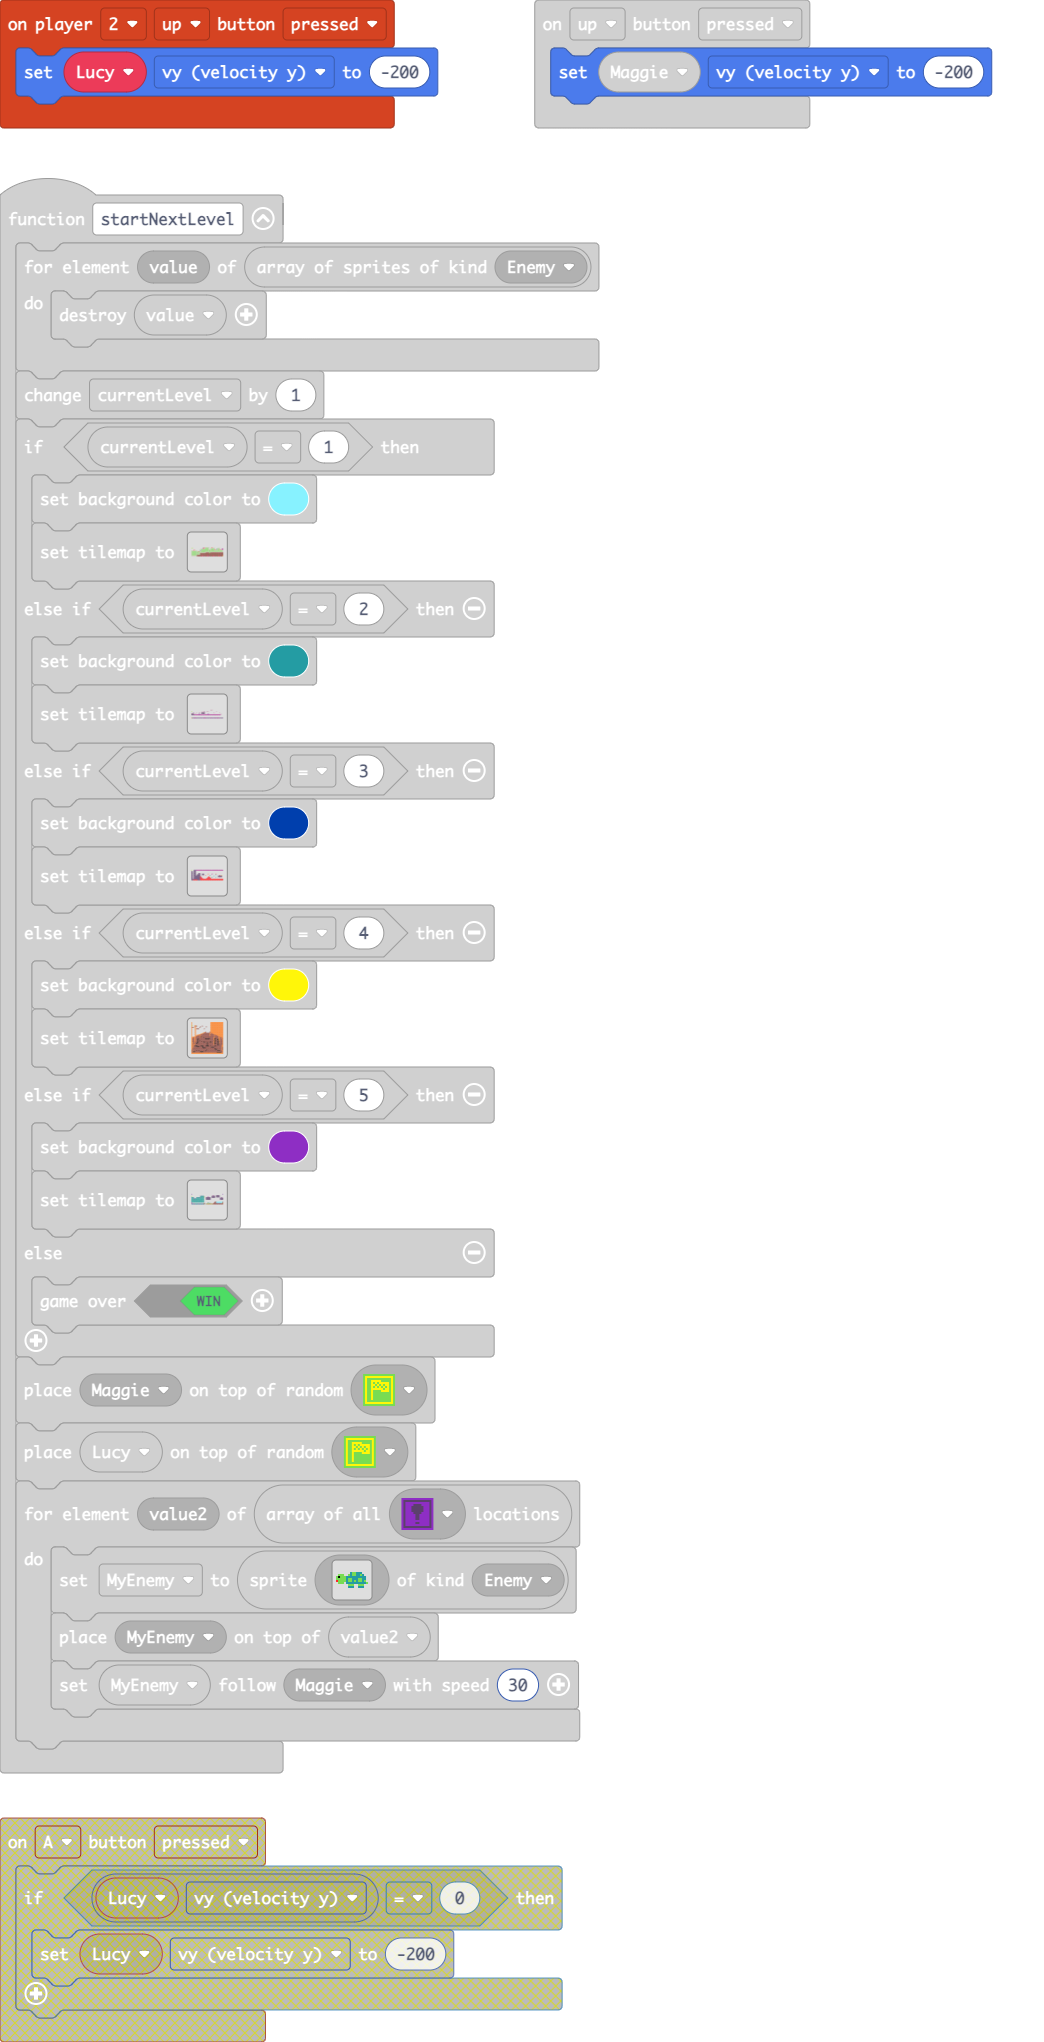 on player 2 up button pressed
set Lucy vy (velocity y) to -200
on up button pressed
set Maggie vy (velocity y) to -200
function startNextLevel
for element value of array of sprites of kind Enemy
do
destroy value
change currentLevel by 1
if currentLevel = 1 then
set background color to
set tilemap to
else if currentLevel = 2 then
set background color to
set tilemap to
else if currentLevel = 3 then
set background color to
set tilemap to
else if currentLevel = 4 then
set background color to
set tilemap to
else if currentLevel = 5 then
set background color to
set tilemap to
else
game over WIN
place Maggie on top of random
place Lucy on top of random
for element value2 of array of all locations
do
set MyEnemy to sprite of kind Enemy
place MyEnemy on top of value2
set MyEnemy follow Maggie with speed 30
on A button pressed
if Lucy vy (velocity y) = 0 then
set Lucy vy (velocity y) to -200